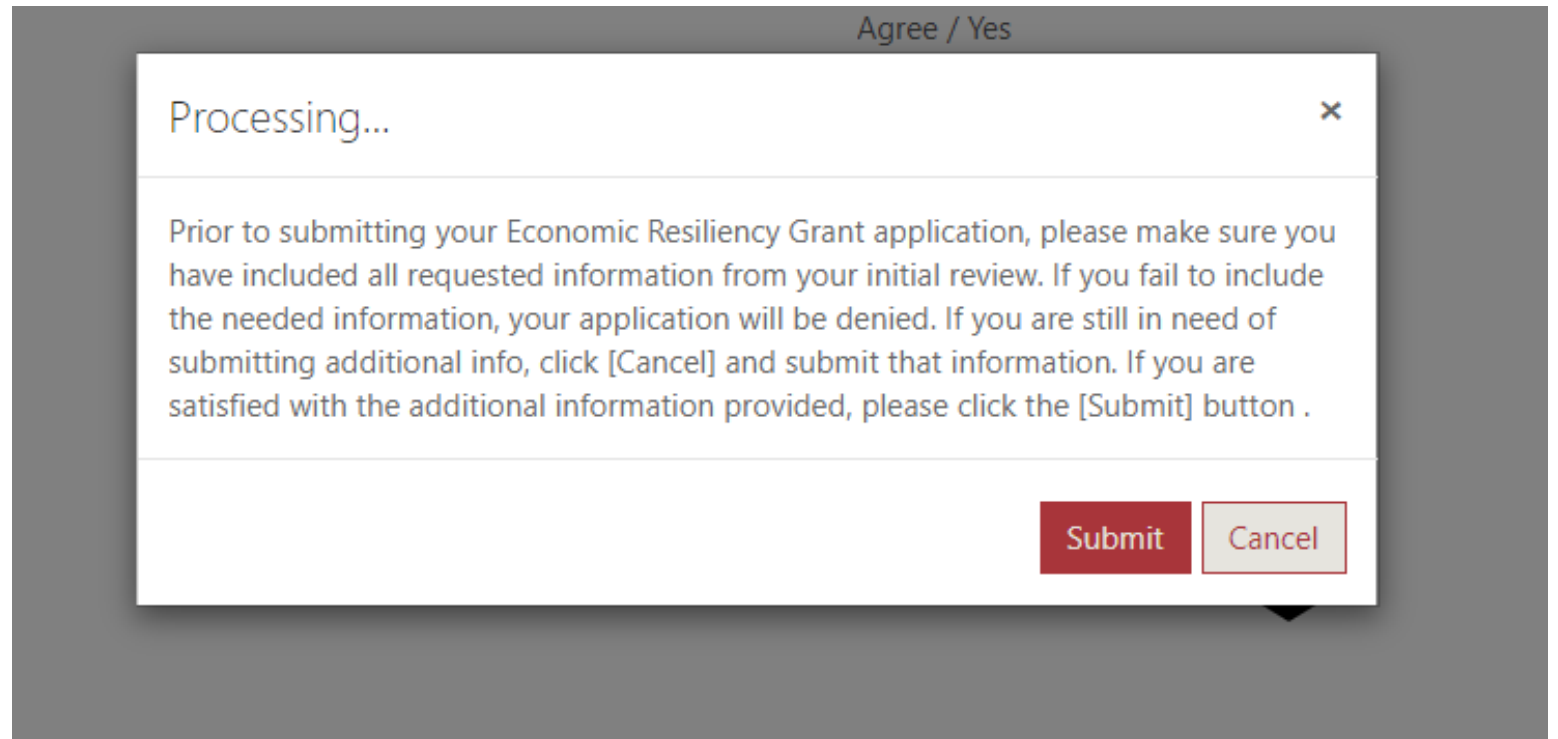 Agree / Yes
Processing...
×
Prior to submitting your Economic Resiliency Grant application, please make sure you
have included all requested information from your initial review. If you fail to include
the needed information, your application will be denied. If you are still in need of
submitting additional info, click [Cancel] and submit that information. If you are
satisfied with the additional information provided, please click the [Submit] button .
Submit
Cancel